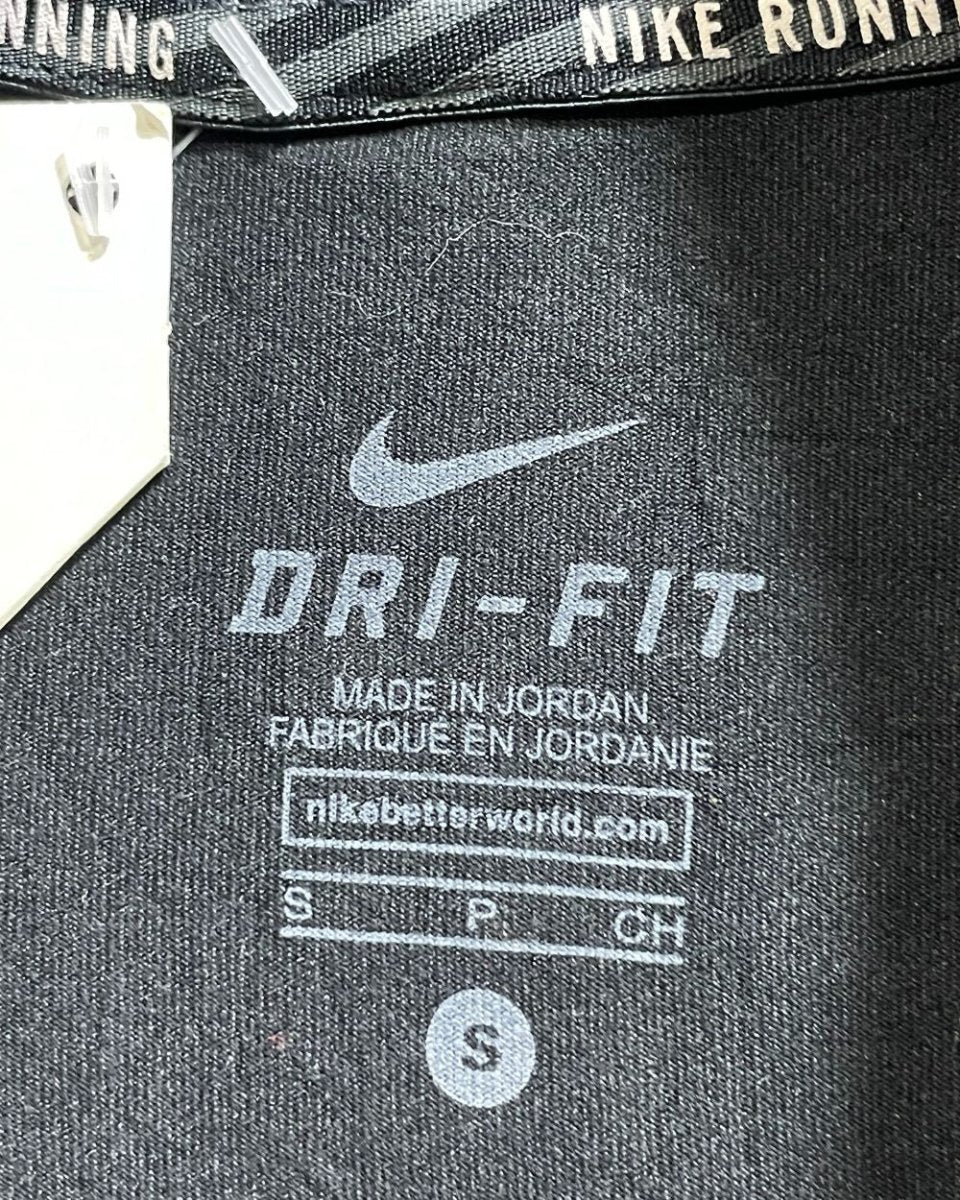 NNING NIKE RUNN
DRI-FIT
MADE IN JORDAN
FABRIQUE EN JORDANIE
nikebetterworld.com
S P CH
S